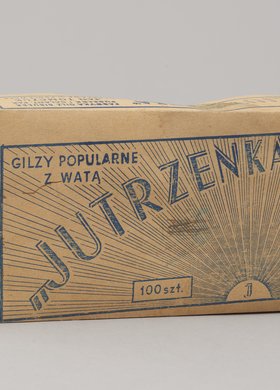 GILZY POPULARNE
Z WATĄ
„JUTRZENKA
100 szt.
J